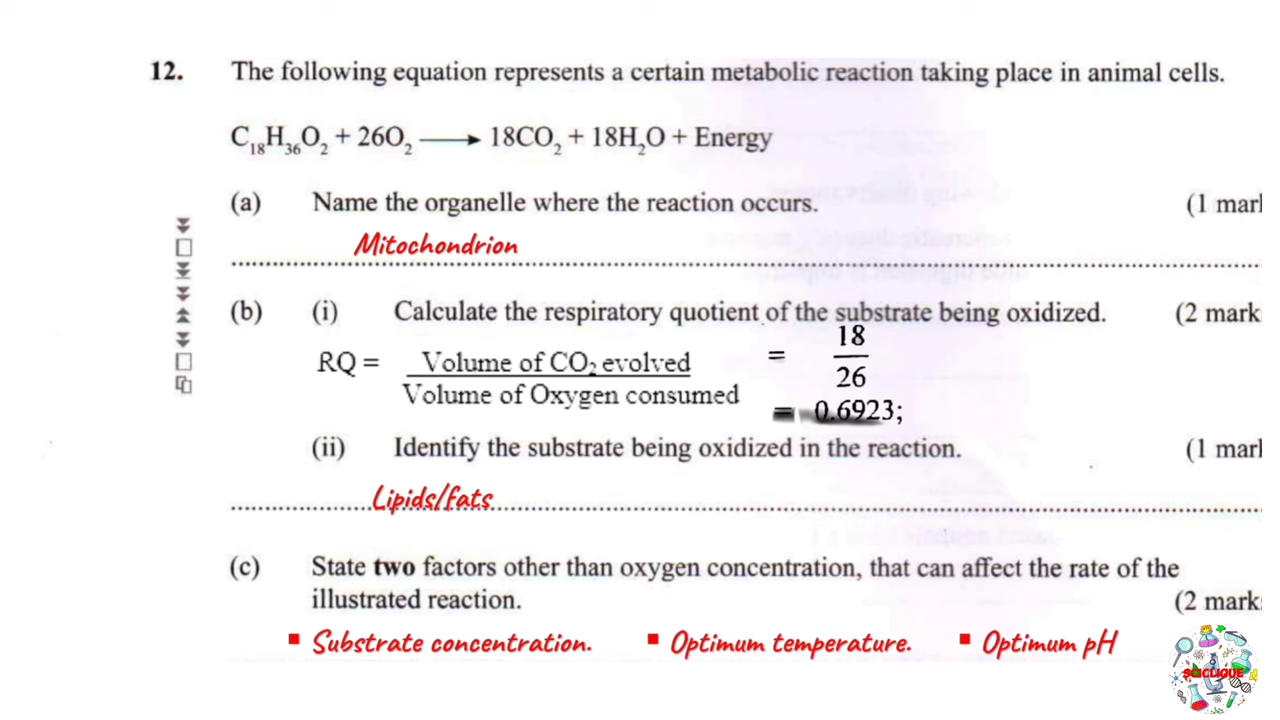 12. The following equation represents a certain metabolic reaction taking place in animal cells.
C₁₈H₃₆O₂ + 26O₂ ⟶ 18CO₂ + 18H₂O + Energy
(a) Name the organelle where the reaction occurs. (1 mar
Mitochondrion
(b) (i) Calculate the respiratory quotient of the substrate being oxidized. (2 mark
RQ = Volume of CO₂ evolved = 18
Volume of Oxygen consumed 26
= 0.6923;
(ii) Identify the substrate being oxidized in the reaction. (1 mar
Lipids/fats
(c) State two factors other than oxygen concentration, that can affect the rate of the
illustrated reaction. (2 mark
▪ Substrate concentration. ▪ Optimum temperature. ▪ Optimum pH
SCICLIQUE